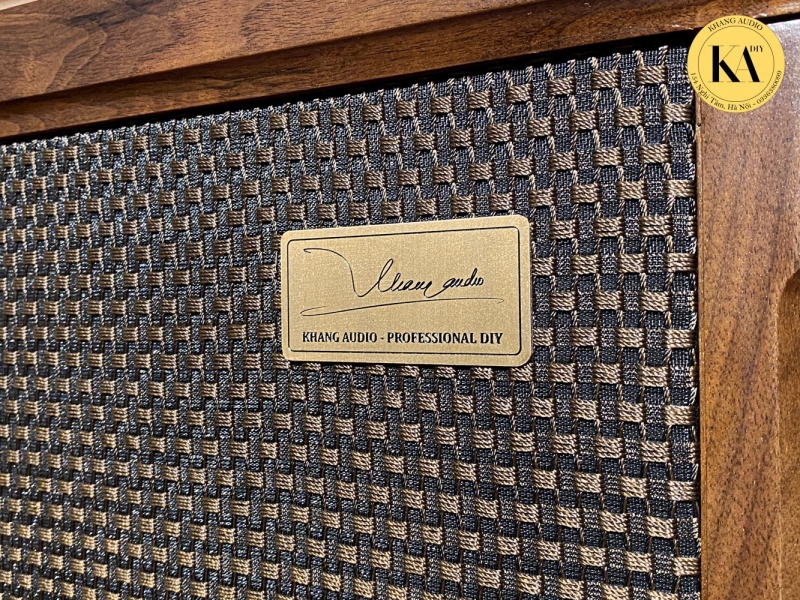 KHANG AUDIO
KA DIY
Khang audio
KHANG AUDIO - PROFESSIONAL DIY